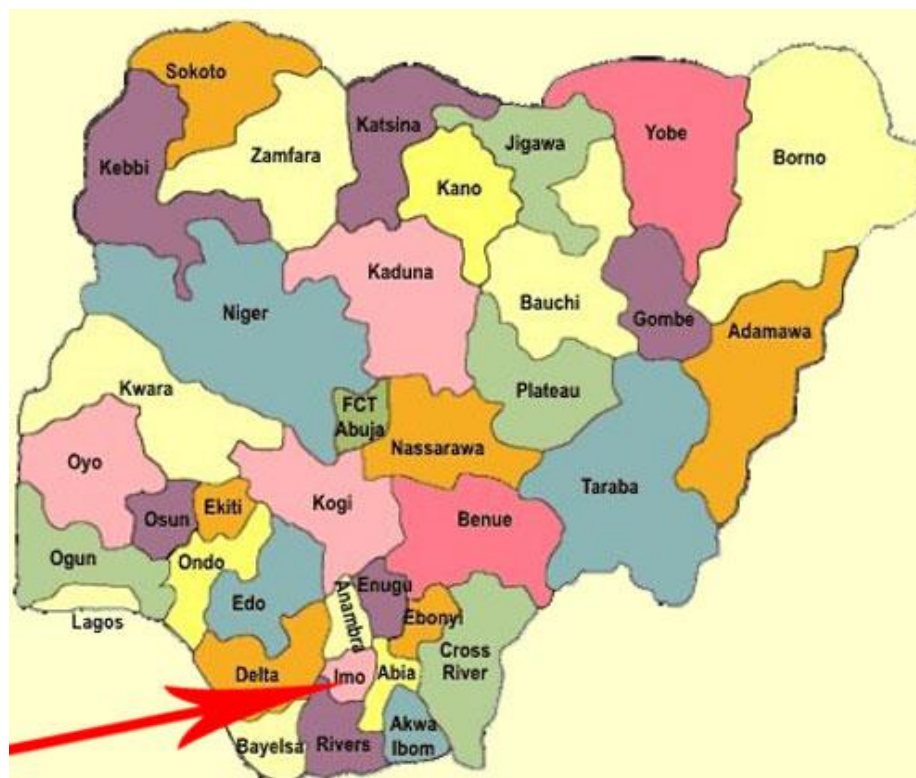 Sokoto
Katsina
Yobe
Jigawa
Zamfara
Borno
Kebbi
Kano
Kaduna
Bauchi
Niger
Gombe
Adamawa
Kwara
Plateau
FCT
Abuja
Nassarawa
Oyo
Taraba
Kogi
Osun
Ekiti
Benue
Ogun
Ondo
Enugu
Edo
Anambra
Ebonyi
Lagos
Cross
River
Delta
Imo
Abia
Akwa
Ibom
Bayelsa
Rivers